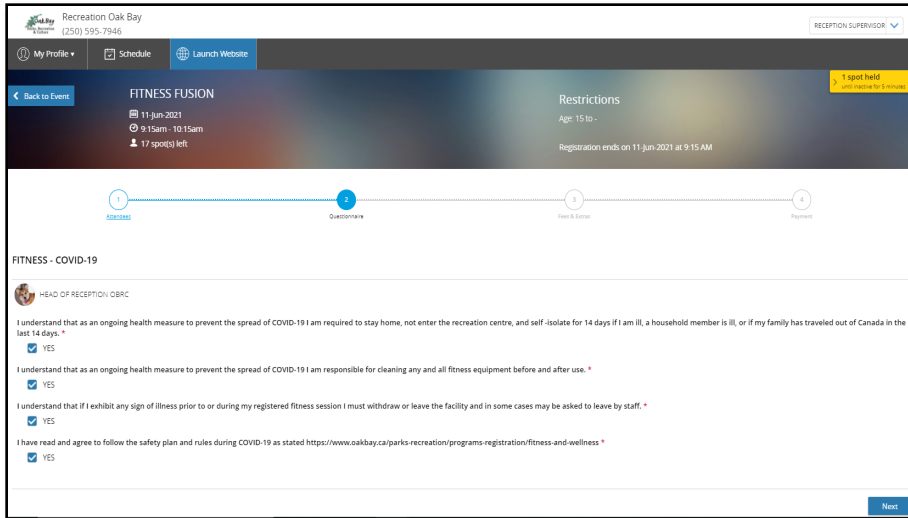 Recreation Oak Bay
(250) 595-7946
RECEPTION SUPERVISOR
My Profile
Schedule
Launch Website
Back to Event
FITNESS FUSION
11-Jun-2021
9:15am - 10:15am
17 spot(s) left
Restrictions
Age: 15 to -
Registration ends on 11-Jun-2021 at 9:15 AM
1 spot held
until inactive for 5 minutes
1
2
3
4
Attendees
Questionnaire
Fees & Extras
Payment
FITNESS - COVID-19
HEAD OF RECEPTION OBRC
I understand that as an ongoing health measure to prevent the spread of COVID-19 I am required to stay home, not enter the recreation centre, and self -isolate for 14 days if I am ill, a household member is ill, or if my family has traveled out of Canada in the
last 14 days. *
YES
I understand that as an ongoing health measure to prevent the spread of COVID-19 I am responsible for cleaning any and all fitness equipment before and after use. *
YES
I understand that if I exhibit any sign of illness prior to or during my registered fitness session I must withdraw or leave the facility and in some cases may be asked to leave by staff. *
YES
I have read and agree to follow the safety plan and rules during COVID-19 as stated https://www.oakbay.ca/parks-recreation/programs-registration/fitness-and-wellness *
YES
Next